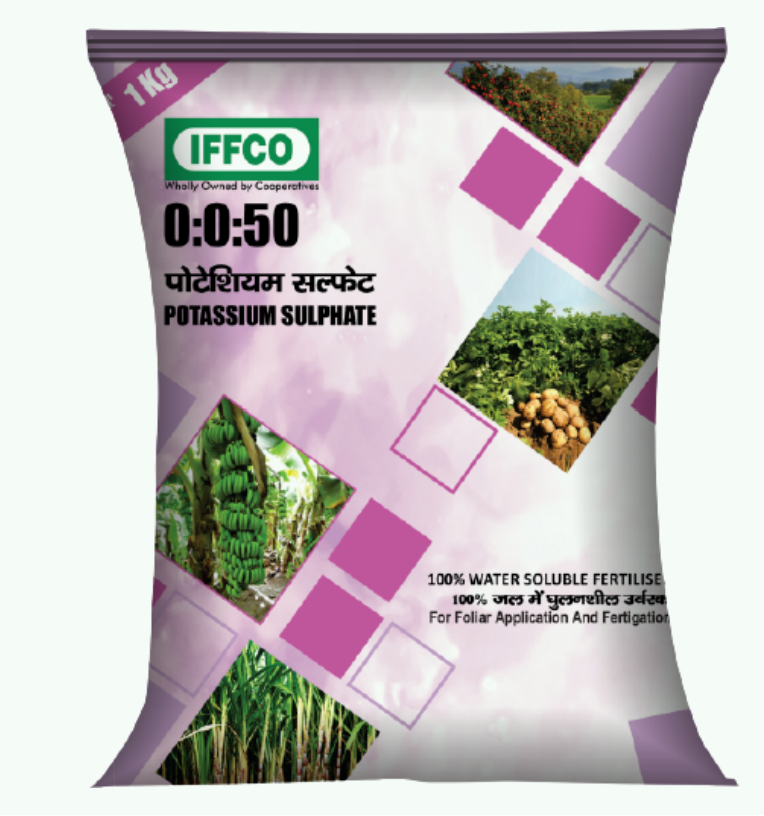 1 Kg
IFFCO
Wholly Owned by Cooperatives
0:0:50
पोटेशियम सल्फेट
POTASSIUM SULPHATE
100% WATER SOLUBLE FERTILISE
100% जल में घुलनशील उर्वरक
For Foliar Application And Fertigation